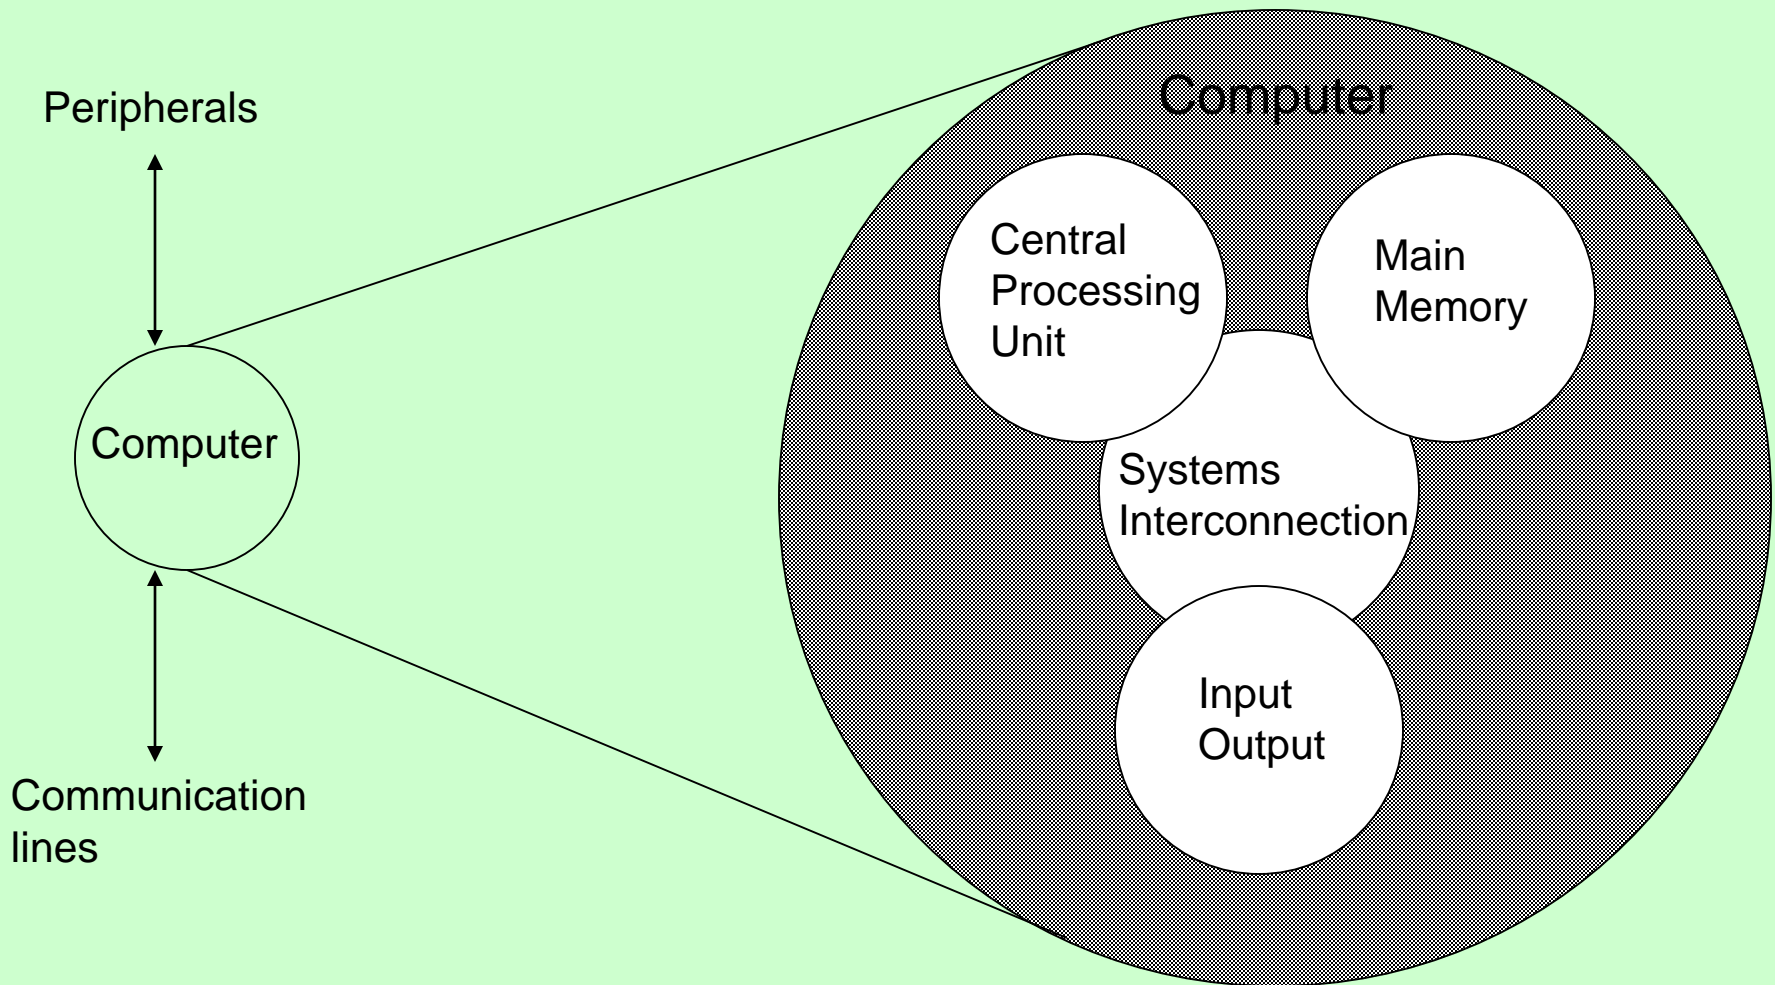 Peripherals
Computer
Communication
lines
Computer
Central
Processing
Unit
Main
Memory
Systems
Interconnection
Input
Output